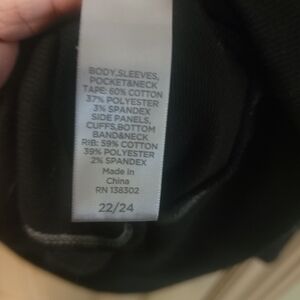 BODY,SLEEVES,
POCKET&NECK
TAPE: 60% COTTON
37% POLYESTER
3% SPANDEX
SIDE PANELS,
CUFFS,BOTTOM
BAND&NECK
RIB: 59% COTTON
39% POLYESTER
2% SPANDEX
Made in
China
RN 138302
22/24